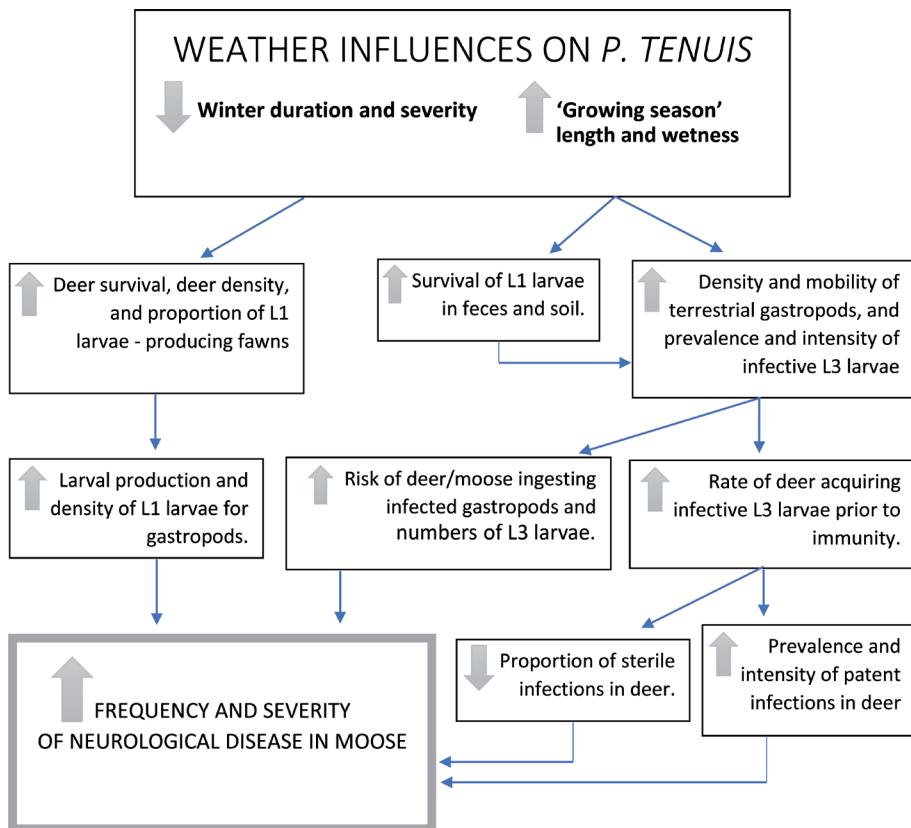 WEATHER INFLUENCES ON P. TENUIS
Winter duration and severity
‘Growing season’
length and wetness
Deer survival, deer density,
and proportion of L1
larvae - producing fawns
Survival of L1 larvae
in feces and soil.
Density and mobility of
terrestrial gastropods, and
prevalence and intensity of
infective L3 larvae
Larval production and
density of L1 larvae for
gastropods.
Risk of deer/moose ingesting
infected gastropods and
numbers of L3 larvae.
Rate of deer acquiring
infective L3 larvae prior to
immunity.
FREQUENCY AND SEVERITY
OF NEUROLOGICAL DISEASE IN MOOSE
Proportion of sterile
infections in deer.
Prevalence and
intensity of patent
infections in deer